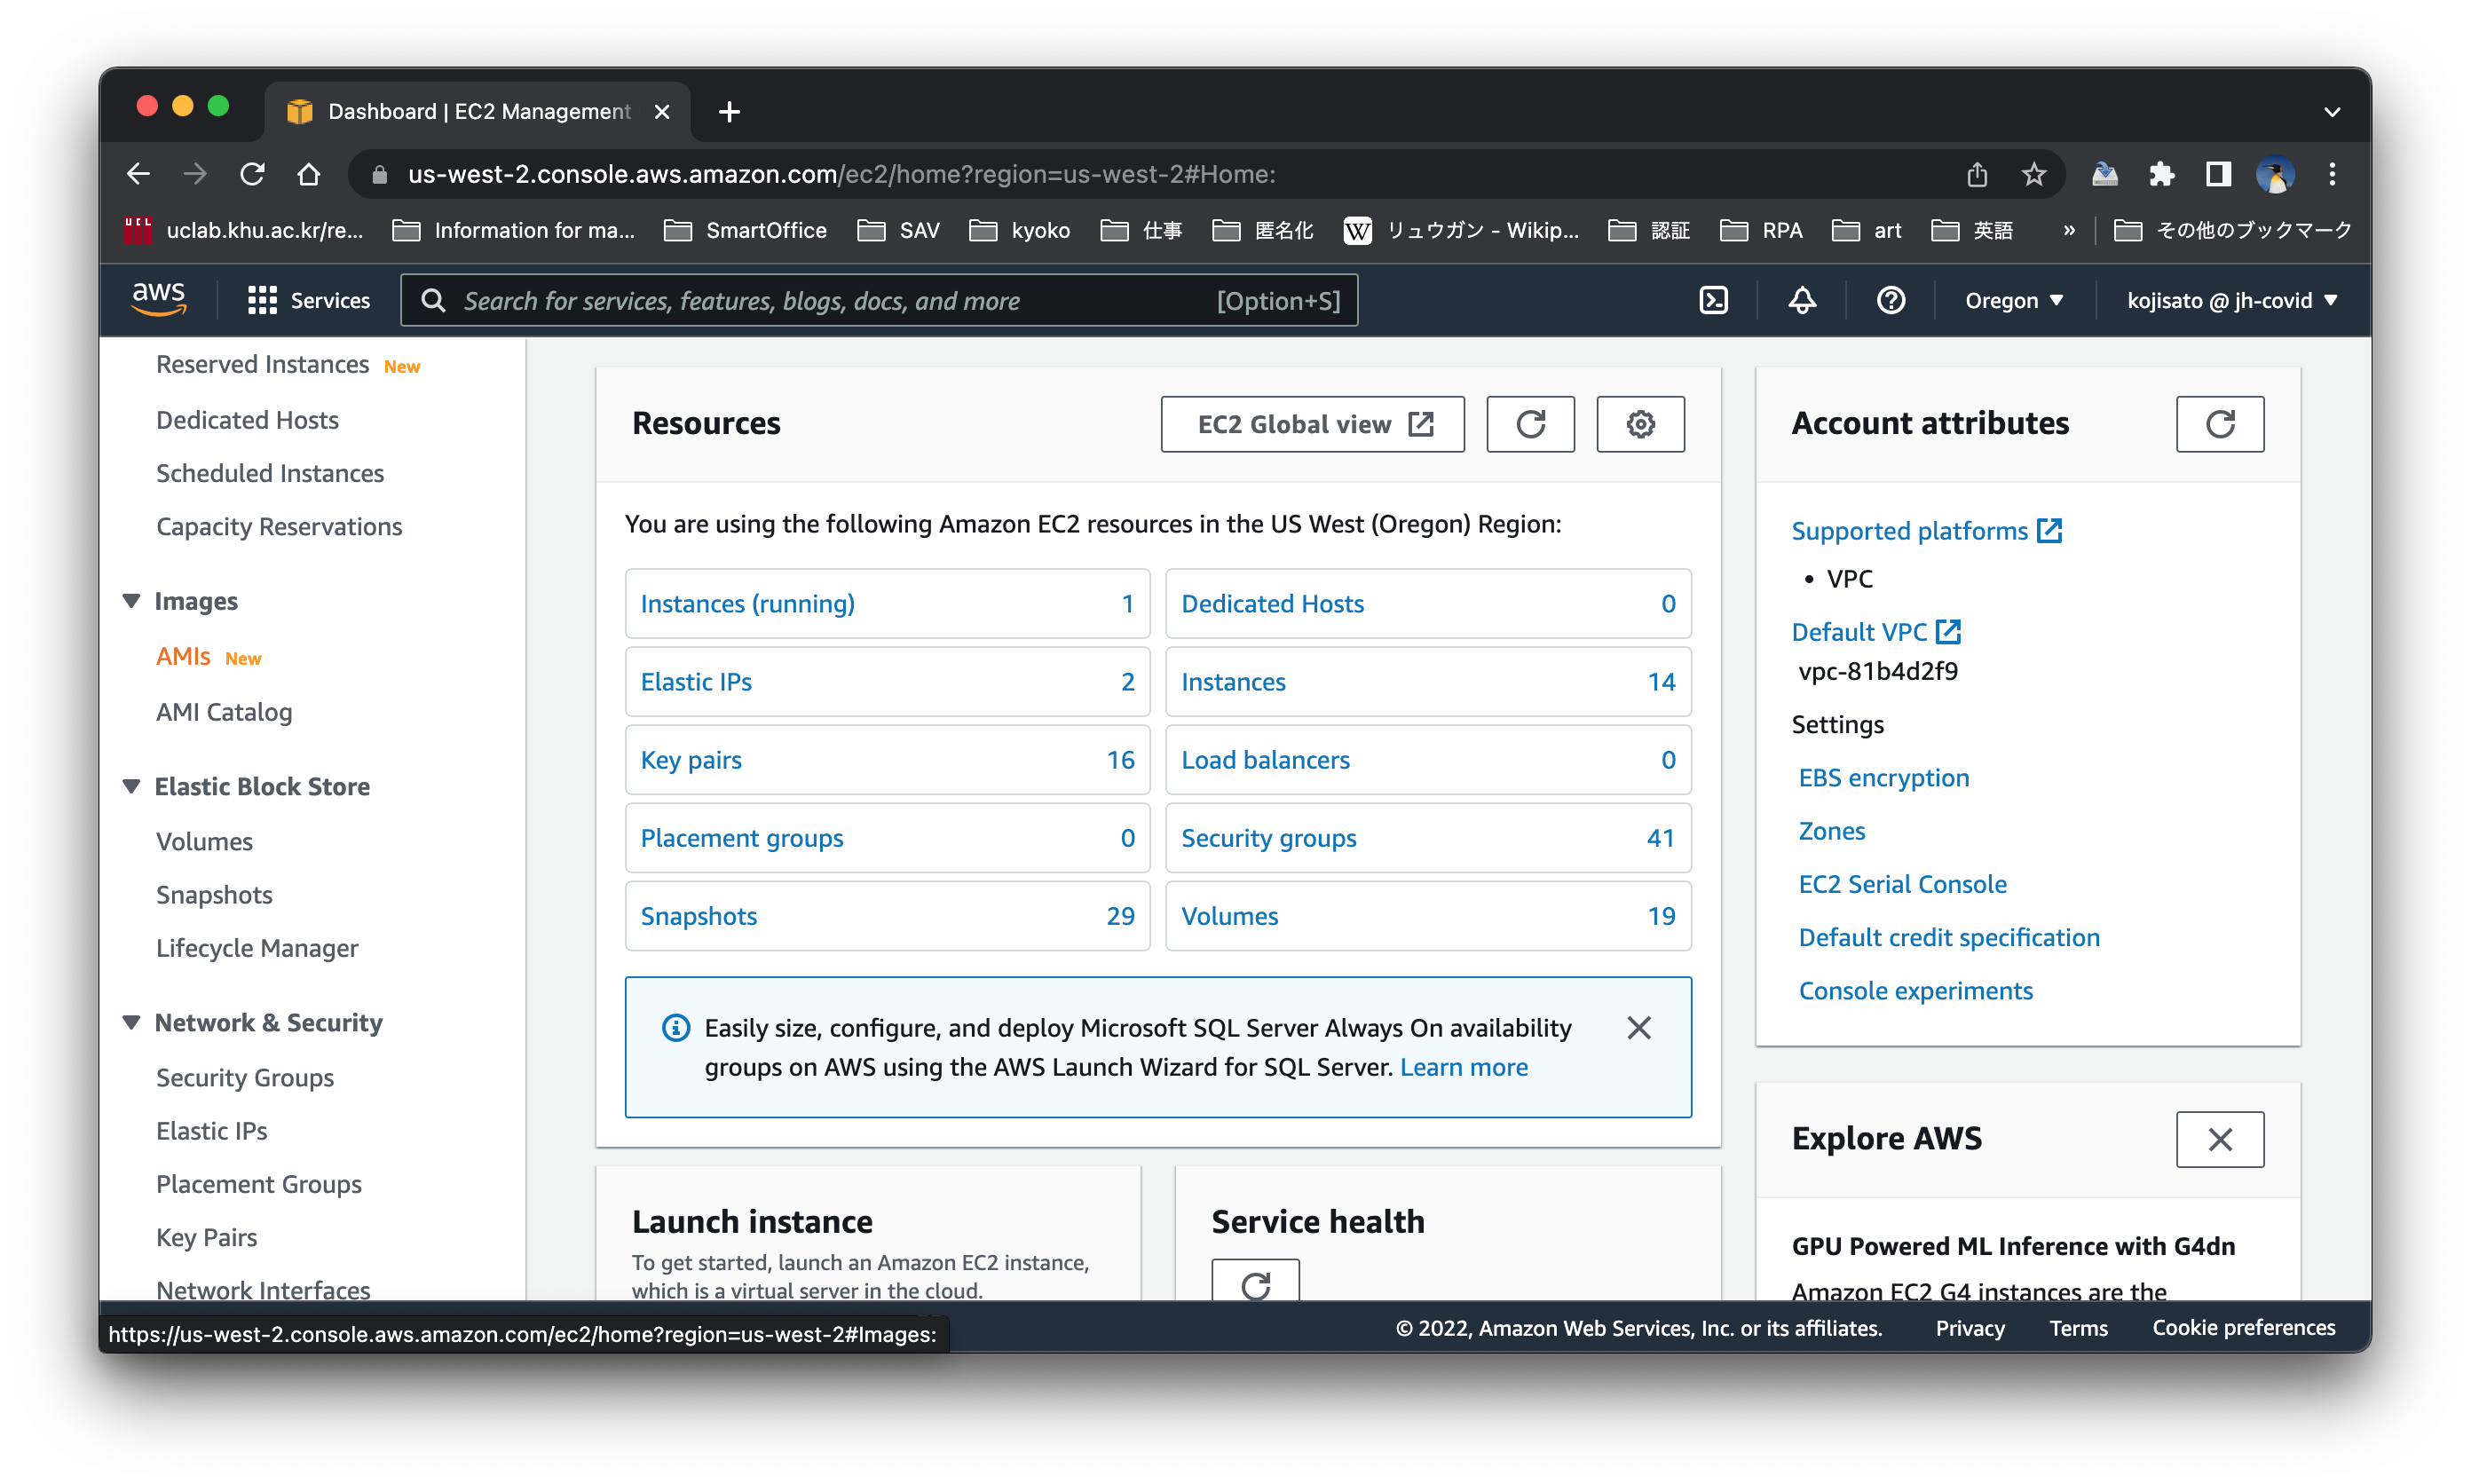 Dashboard | EC2 Management
us-west-2.console.aws.amazon.com/ec2/home?region=us-west-2#Home:
UCL uclab.khu.ac.kr/re... Information for ma... SmartOffice SAV kyoko 仕事 匿名化 W リュウガン - Wikip... 認証 RPA art 英語 » その他のブックマーク
aws Services Search for services, features, blogs, docs, and more [Option+S] Oregon ▼ kojisato @ jh-covid ▼
Reserved Instances New
Dedicated Hosts
Scheduled Instances
Capacity Reservations
Images
AMIs New
AMI Catalog
Elastic Block Store
Volumes
Snapshots
Lifecycle Manager
Network & Security
Security Groups
Elastic IPs
Placement Groups
Key Pairs
Network Interfaces
Resources
EC2 Global view
You are using the following Amazon EC2 resources in the US West (Oregon) Region:
Instances (running) 1 Dedicated Hosts 0
Elastic IPs 2 Instances 14
Key pairs 16 Load balancers 0
Placement groups 0 Security groups 41
Snapshots 29 Volumes 19
Easily size, configure, and deploy Microsoft SQL Server Always On availability
groups on AWS using the AWS Launch Wizard for SQL Server. Learn more
Launch instance
To get started, launch an Amazon EC2 instance,
which is a virtual server in the cloud.
Service health
Account attributes
Supported platforms
• VPC
Default VPC
vpc-81b4d2f9
Settings
EBS encryption
Zones
EC2 Serial Console
Default credit specification
Console experiments
Explore AWS
GPU Powered ML Inference with G4dn
Amazon EC2 G4 instances are the
https://us-west-2.console.aws.amazon.com/ec2/home?region=us-west-2#Images:
© 2022, Amazon Web Services, Inc. or its affiliates. Privacy Terms Cookie preferences